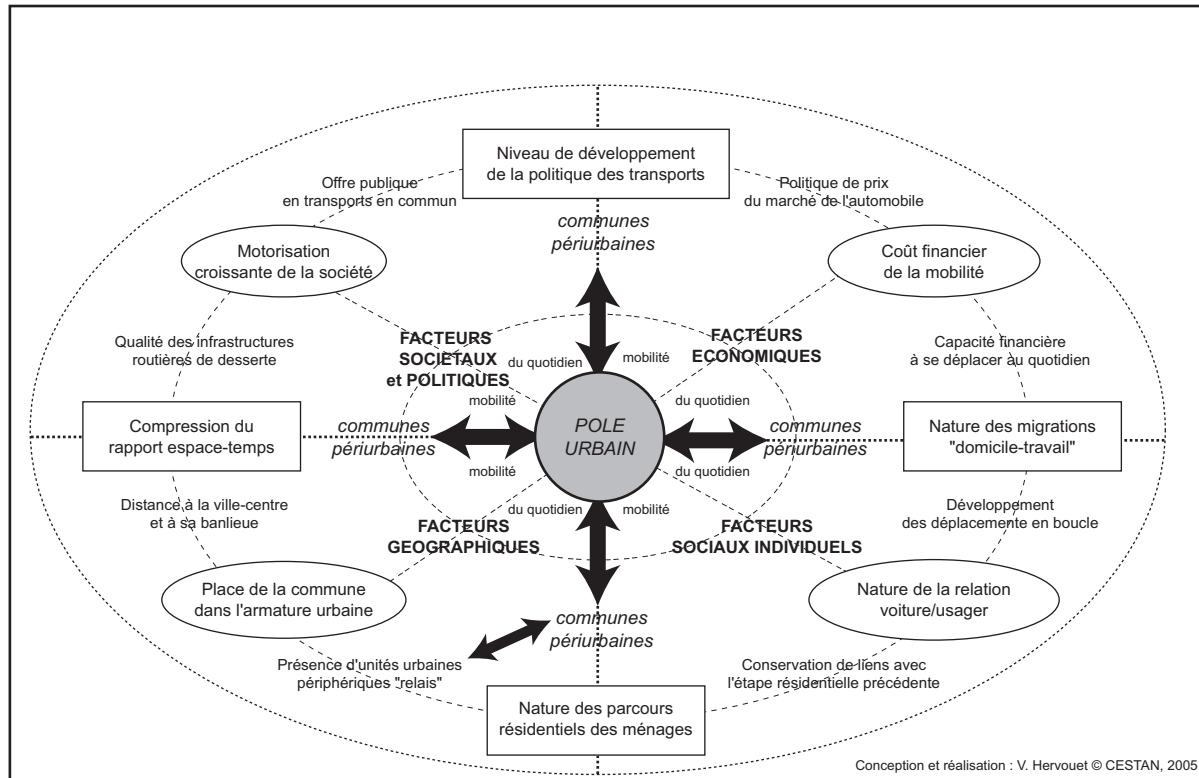 Niveau de développement
de la politique des transports
Offre publique
en transports en commun
Politique de prix
du marché de l'automobile
communes
périurbaines
Motorisation
croissante de la société
Coût financier
de la mobilité
Qualité des infrastructures
routières de desserte
FACTEURS
SOCIETAUX
et POLITIQUES
du quotidien
mobilité
FACTEURS
ECONOMIQUES
Capacité financière
à se déplacer au quotidien
mobilité
du quotidien
Compression du
rapport espace-temps
communes
périurbaines
POLE
URBAIN
communes
périurbaines
Nature des migrations
"domicile-travail"
mobilité
du quotidien
Distance à la ville-centre
et à sa banlieue
du quotidien
mobilité
Développement
des déplacemente en boucle
FACTEURS
GEOGRAPHIQUES
FACTEURS
SOCIAUX INDIVIDUELS
Place de la commune
dans l'armature urbaine
Nature de la relation
voiture/usager
communes
périurbaines
Présence d'unités urbaines
périphériques "relais"
Conservation de liens avec
l'étape résidentielle précédente
Nature des parcours
résidentiels des ménages
Conception et réalisation : V. Hervouet © CESTAN, 2005